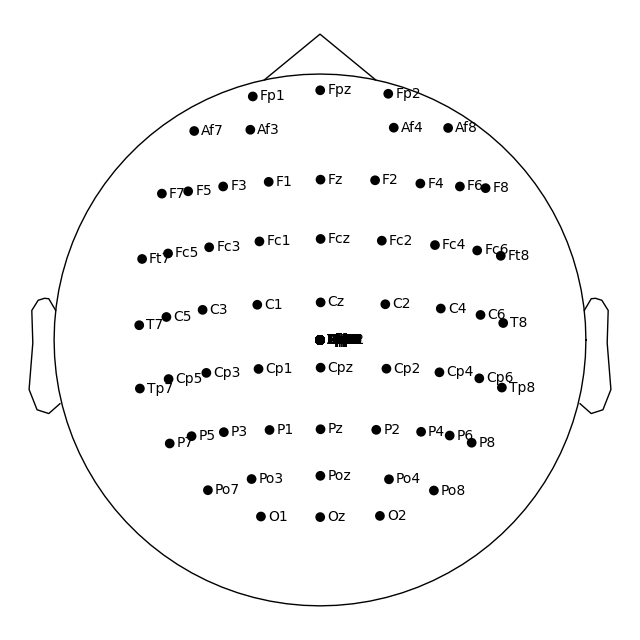 Fp1 Fpz Fp2
Af7 Af3 Af4 Af8
F7 F5 F3 F1 Fz F2 F4 F6 F8
Ft7 Fc5 Fc3 Fc1 Fcz Fc2 Fc4 Fc6 Ft8
T7 C5 C3 C1 Cz C2 C4 C6 T8
Tp7 Cp5 Cp3 Cp1 Cpz Cp2 Cp4 Cp6 Tp8
P7 P5 P3 P1 Pz P2 P4 P6 P8
Po7 Po3 Poz Po4 Po8
O1 Oz O2